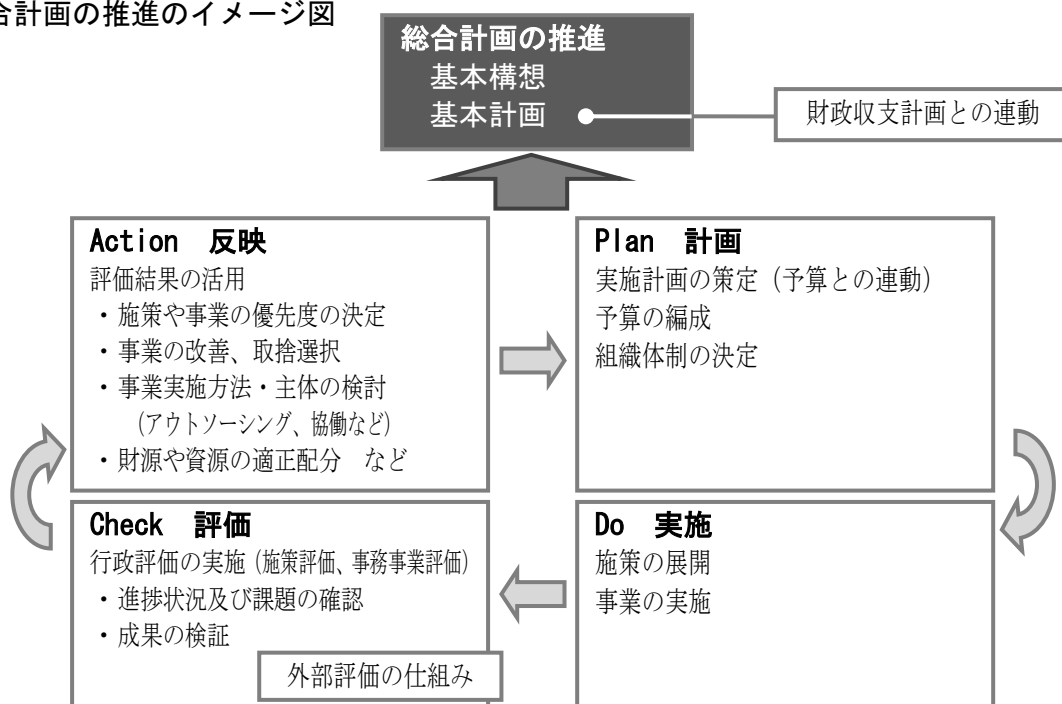 合計画の推進のイメージ図
総合計画の推進
基本構想
基本計画
財政収支計画との連動
Action 反映
評価結果の活用
・施策や事業の優先度の決定
・事業の改善、取捨選択
・事業実施方法・主体の検討
（アウトソーシング、協働など）
・財源や資源の適正配分　など
Plan 計画
実施計画の策定（予算との連動）
予算の編成
組織体制の決定
Check 評価
行政評価の実施（施策評価、事務事業評価）
・進捗状況及び課題の確認
・成果の検証
外部評価の仕組み
Do 実施
施策の展開
事業の実施